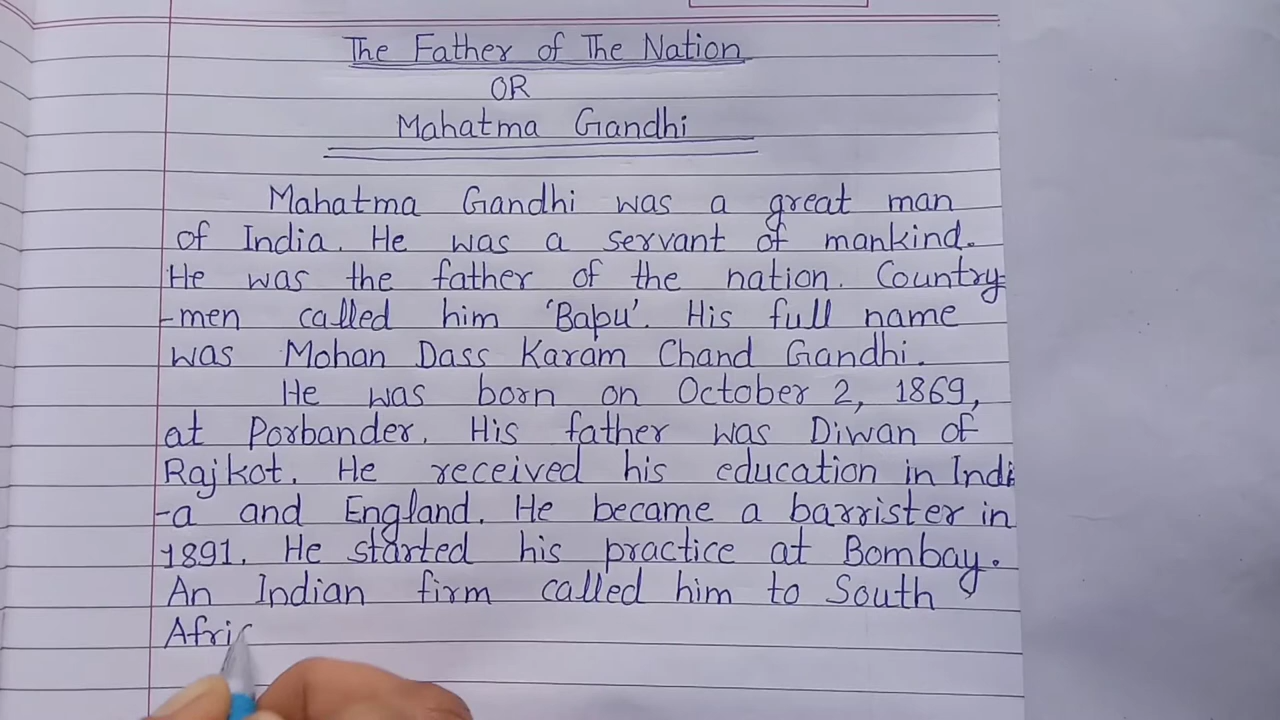 The Father of The Nation
OR
Mahatma Gandhi
Mahatma Gandhi was a great man
of India. He was a servant of mankind.
He was the father of the nation. Country
-men called him 'Bapu'. His full name
was Mohan Dass Karam Chand Gandhi.
He was born on October 2, 1869,
at Porbander. His father was Diwan of
Rajkot. He received his education in Indi
-a and England. He became a barrister in
1891. He started his practice at Bombay.
An Indian firm called him to South
Afric